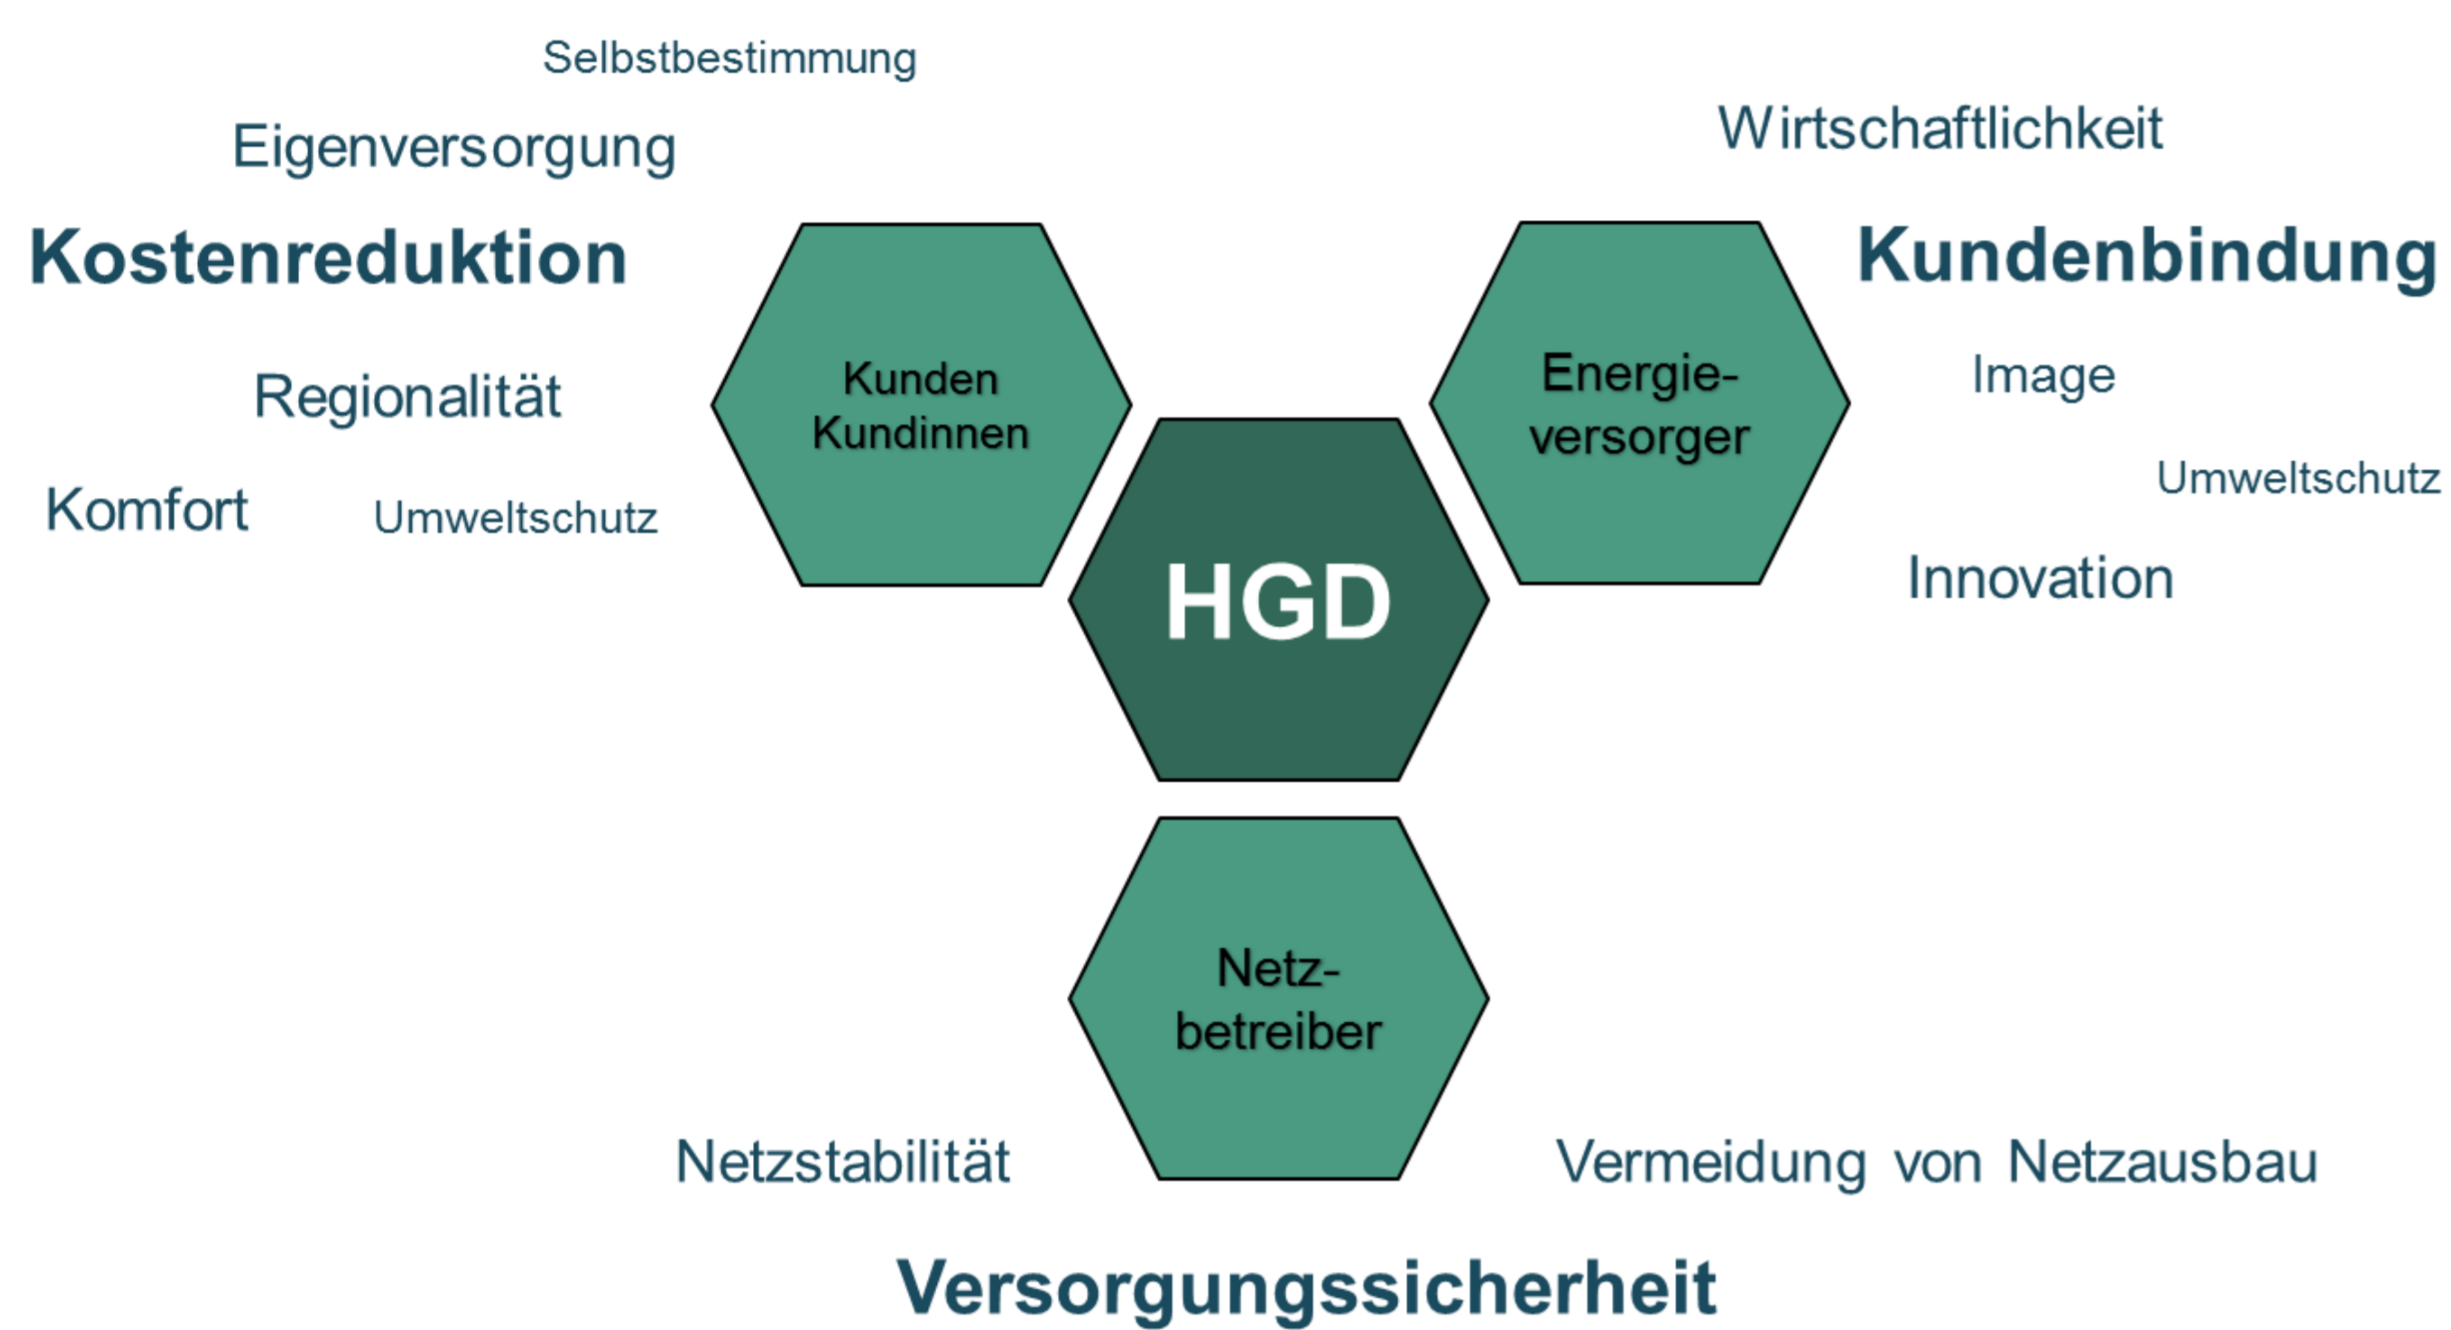 Selbstbestimmung
Eigenversorgung
Kostenreduktion
Regionalität
Komfort
Umweltschutz
Kunden
Kundinnen
Wirtschaftlichkeit
Kundenbindung
Image
Umweltschutz
Innovation
Energie-
versorger
HGD
Netz-
betreiber
Netzstabilität
Vermeidung von Netzausbau
Versorgungssicherheit